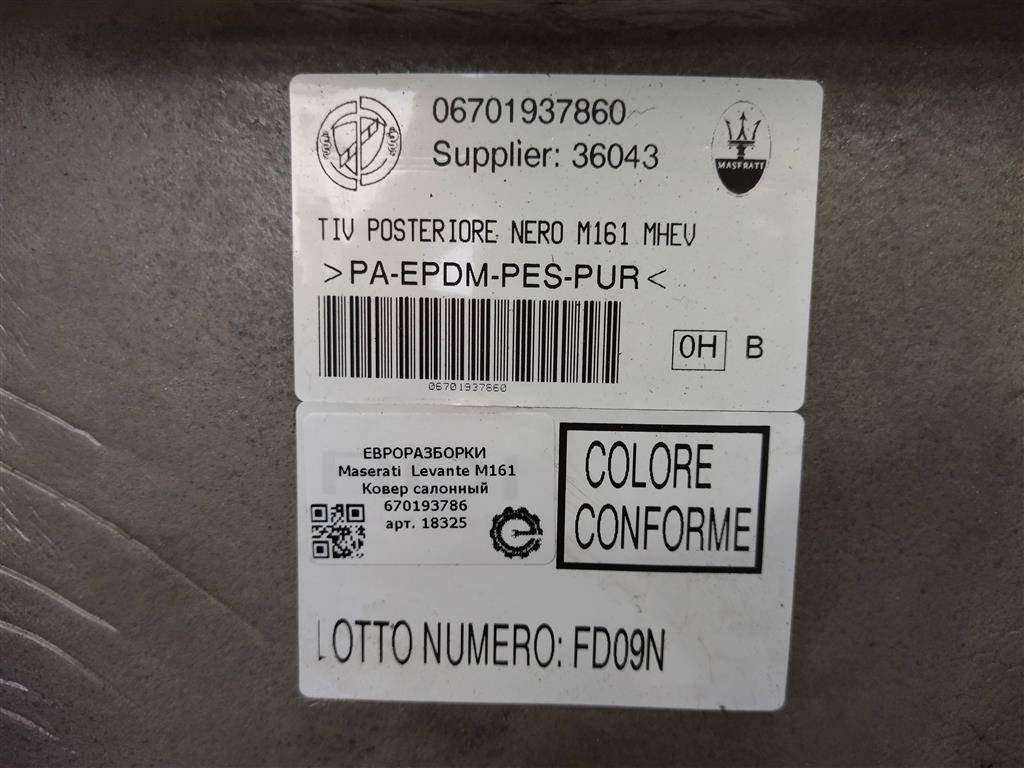 06701937860
Supplier: 36043
MASERATI
TIV POSTERIORE NERO M161 MHEV
>PA-EPDM-PES-PUR<
0H B
06701937860
ЕВРОРАЗБОРКИ
Maserati Levante M161
Ковер салонный
670193786
арт. 18325
COLORE
CONFORME
LOTTO NUMERO: FD09N